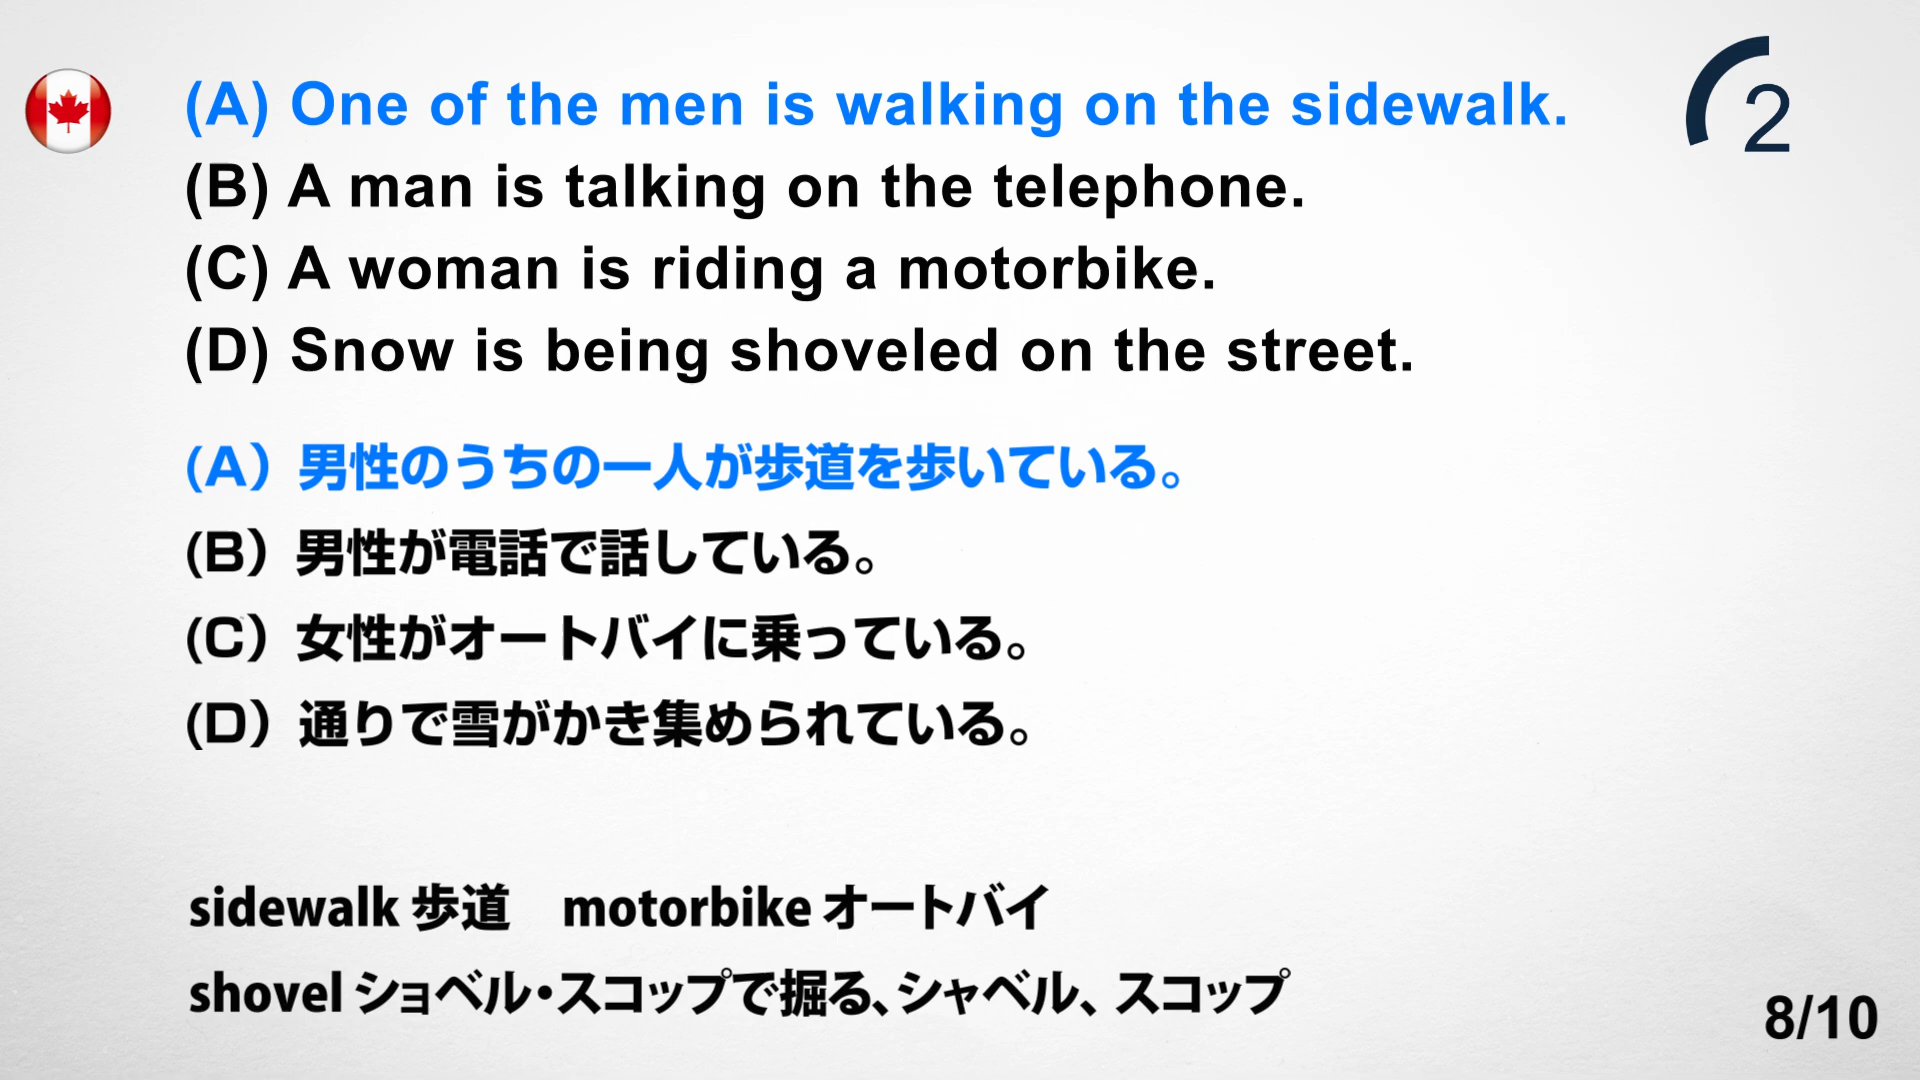 (A) One of the men is walking on the sidewalk.
2
(B) A man is talking on the telephone.
(C) A woman is riding a motorbike.
(D) Snow is being shoveled on the street.
(A）男性のうちの一人が歩道を歩いている。
(B）男性が電話で話している。
(C）女性がオートバイに乗っている。
(D）通りで雪がかき集められている。
sidewalk 歩道　motorbike オートバイ
shovel ショベル・スコップで掘る、シャベル、スコップ
8/10